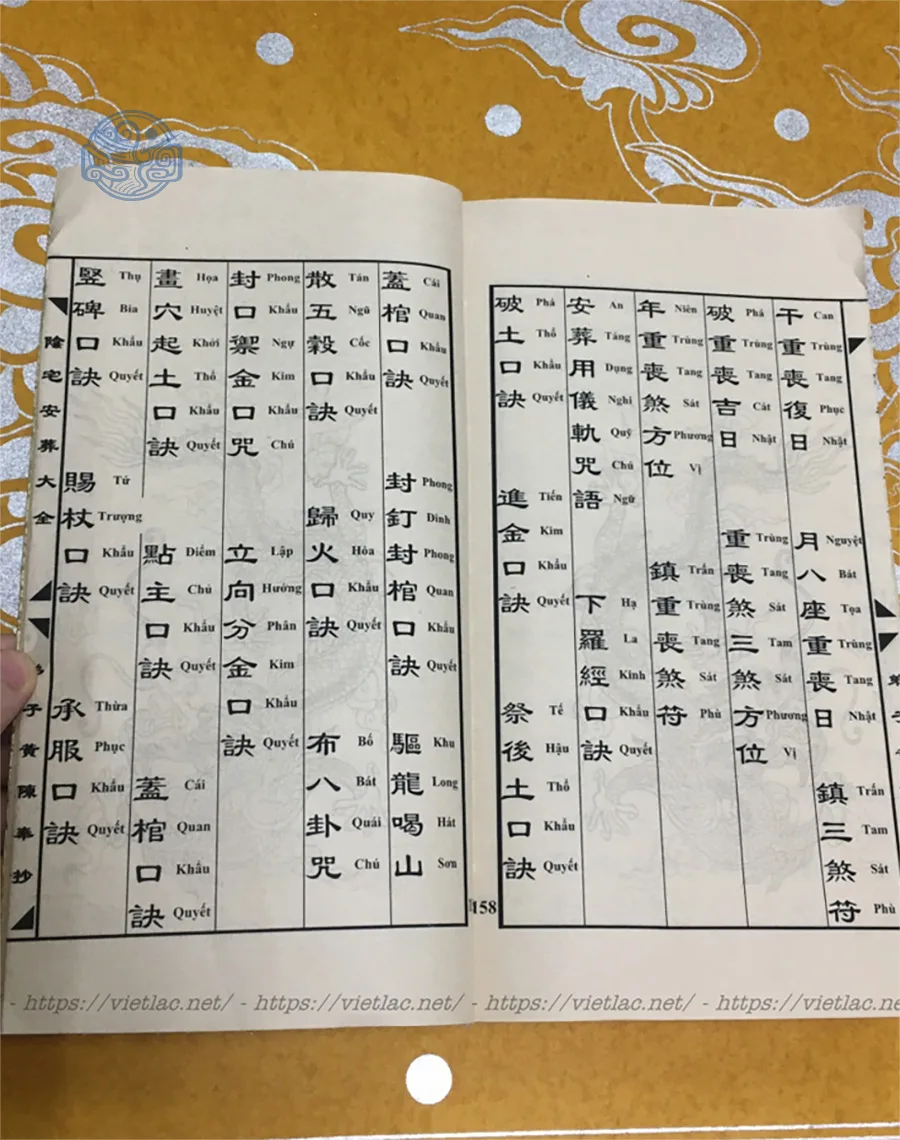 干 Can 重 Trùng 喪 Tang 復 Phục 日 Nhật
月 Nguyệt 八 Bát 座 Tọa 重 Trùng 喪 Tang 日 Nhật
鎮 Trấn 三 Tam 煞 Sát 符 Phù
破 Phá 重 Trùng 喪 Tang 吉 Cát 日 Nhật
重 Trùng 喪 Tang 煞 Sát 三 Tam 煞 Sát 方 Phương 位 Vị
年 Niên 重 Trùng 喪 Tang 煞 Sát 方 Phương 位 Vị
鎮 Trấn 重 Trùng 喪 Tang 煞 Sát 符 Phù
安 An 葬 Táng 用 Dụng 儀 Nghi 軌 Quỹ 咒 Chú 語 Ngữ
下 Hạ 羅 La 經 Kinh 口 Khẩu 訣 Quyết
破 Phá 土 Thổ 口 Khẩu 訣 Quyết
進 Tiến 金 Kim 口 Khẩu 訣 Quyết
祭 Tế 後 Hậu 土 Thổ 口 Khẩu 訣 Quyết
158
蓋 Cái 棺 Quan 口 Khẩu 訣 Quyết
封 Phong 釘 Đinh 封 Phong 棺 Quan 口 Khẩu 訣 Quyết
驅 Khu 龍 Long 喝 Hát 山 Sơn
散 Tán 五 Ngũ 穀 Cốc 口 Khẩu 訣 Quyết
歸 Quy 火 Hỏa 口 Khẩu 訣 Quyết
布 Bố 八 Bát 卦 Quái 咒 Chú
封 Phong 口 Khẩu 禦 Ngự 金 Kim 口 Khẩu 咒 Chú
立 Lập 向 Hướng 分 Phân 金 Kim 口 Khẩu 訣 Quyết
畫 Họa 穴 Huyệt 起 Khởi 土 Thổ 口 Khẩu 訣 Quyết
點 Điểm 主 Chủ 口 Khẩu 訣 Quyết
蓋 Cái 棺 Quan 口 Khẩu 訣 Quyết
竪 Thụ 碑 Bia 口 Khẩu 訣 Quyết
賜 Tứ 杖 Trượng 口 Khẩu 訣 Quyết
承 Thừa 服 Phục 口 Khẩu 訣 Quyết
陰宅安葬大全
子黃陳奉抄
- https://vietlac.net/ - https://vietlac.net/ - https://vietlac.net/ - https://vietlac.net/